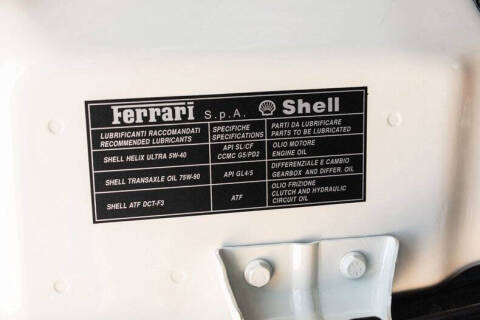 Ferrari S.p.A. Shell
LUBRIFICANTI RACCOMANDATI SPECIFICHE PARTI DA LUBRIFICARE
RECOMMENDED LUBRICANTS SPECIFICATIONS PARTS TO BE LUBRICATED
SHELL HELIX ULTRA 5W-40 API SL/CF OLIO MOTORE
CCMC G5/PD2 ENGINE OIL
SHELL TRANSAXLE OIL 75W-90 API GL4/5 DIFFERENZIALE E CAMBIO
GEARBOX AND DIFFER. OIL
SHELL ATF DCT-F3 ATF OLIO FRIZIONE
CLUTCH AND HYDRAULIC
CIRCUIT OIL